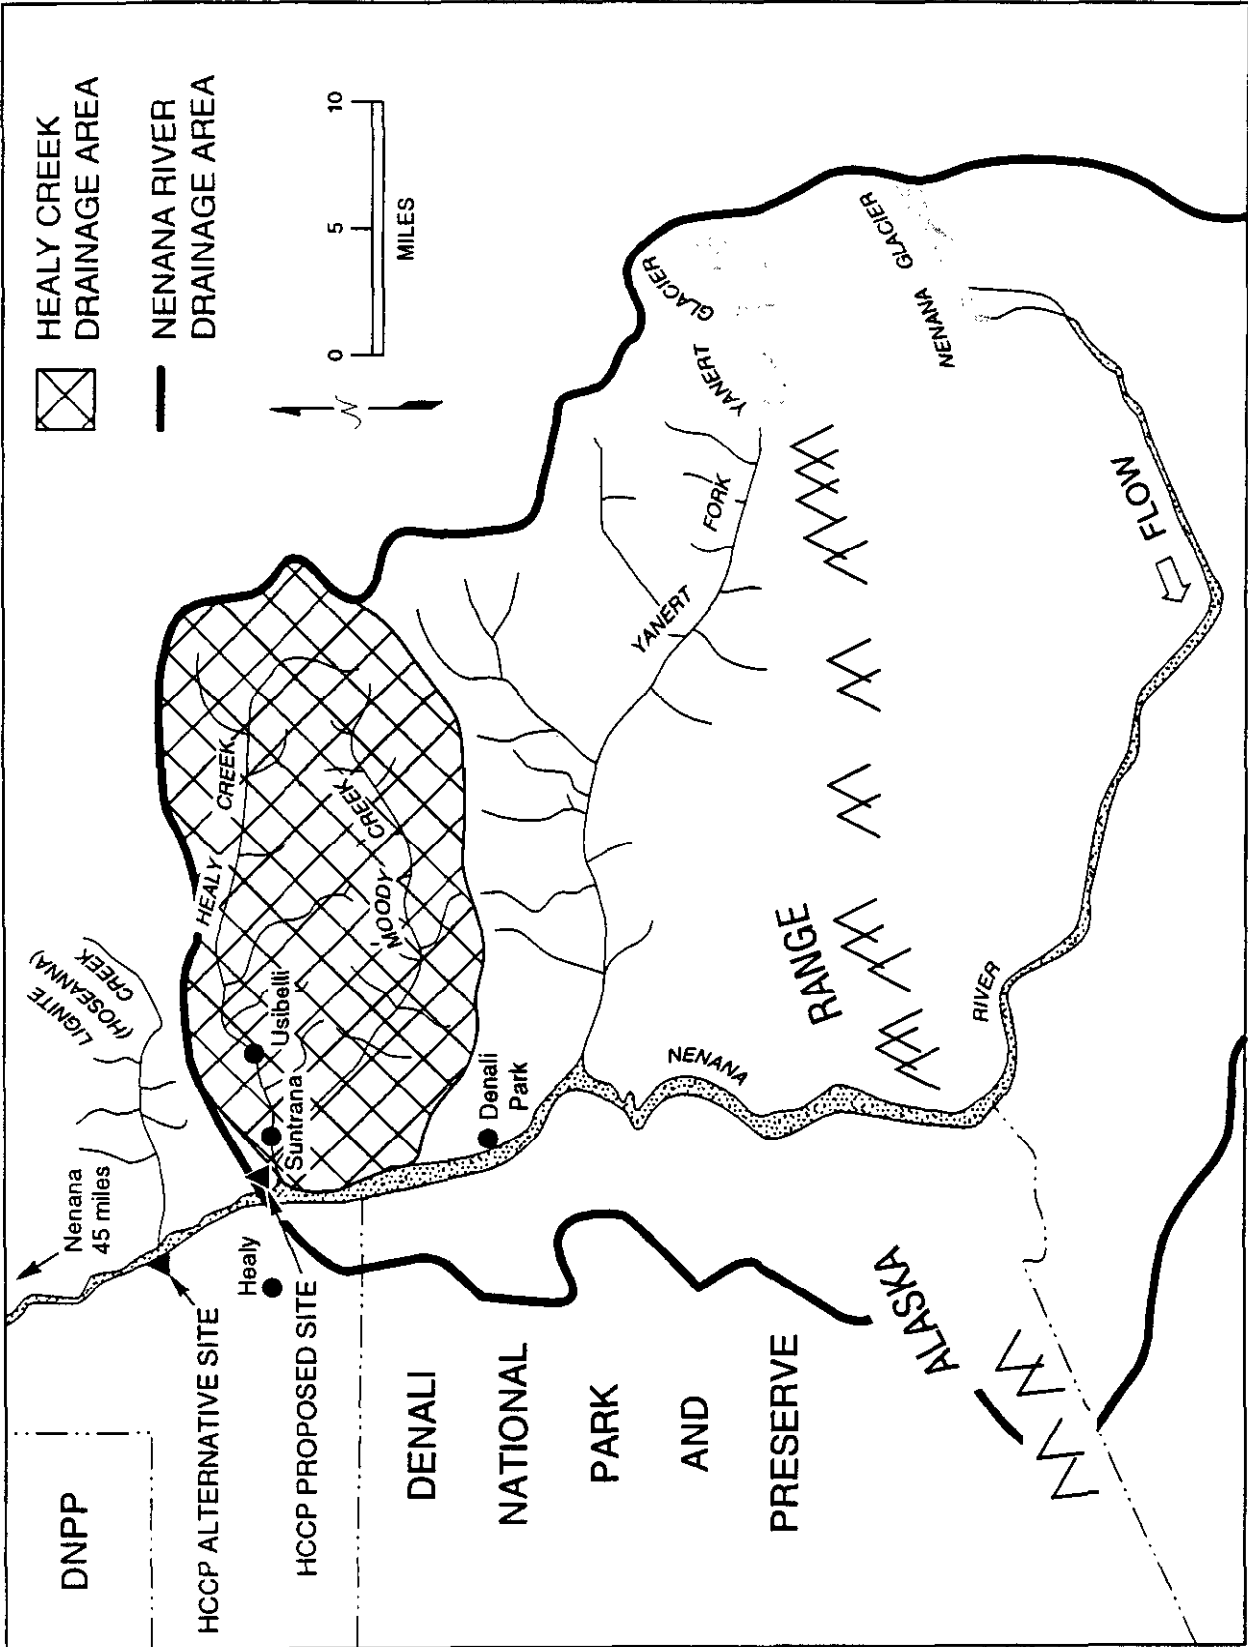 HEALY CREEK
DRAINAGE AREA
NENANA RIVER
DRAINAGE AREA
0 5 10
MILES
N
DNPP
Nenana
45 miles
LIGNITE
(HOSEANNA)
CREEK
HCCP ALTERNATIVE SITE
Healy
HCCP PROPOSED SITE
Suntrana
Usibelli
HEALY CREEK
MOODY CREEK
Denali
Park
DENALI
NATIONAL
PARK
AND
PRESERVE
YANERT FORK
YANERT GLACIER
NENANA GLACIER
NENANA RIVER
ALASKA RANGE
FLOW